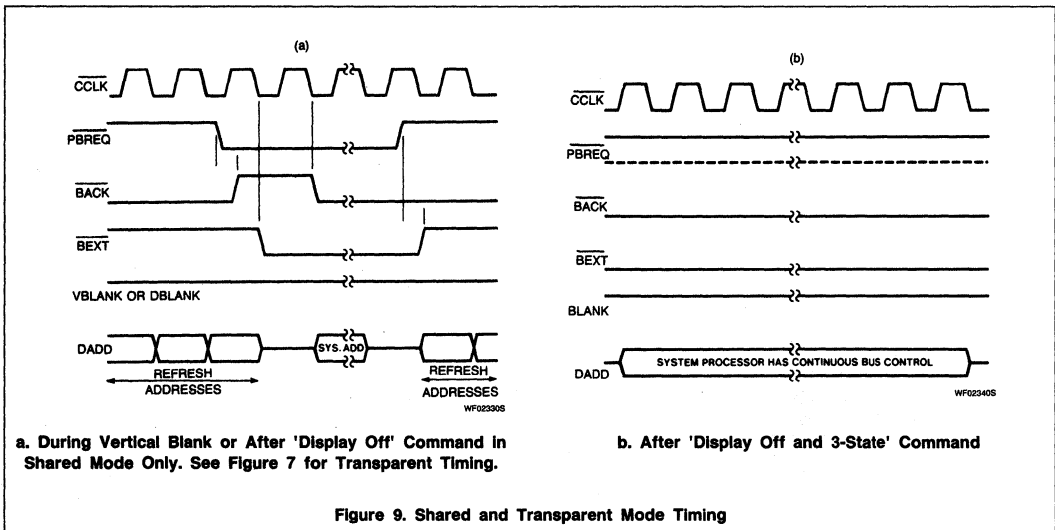 (a)
CCLK
PBREQ
BACK
BEXT
VBLANK OR DBLANK
DADD
SYS. ADD
REFRESH
ADDRESSES
REFRESH
ADDRESSES
WF02330S
a. During Vertical Blank or After 'Display Off' Command in
Shared Mode Only. See Figure 7 for Transparent Timing.
(b)
CCLK
PBREQ
BACK
BEXT
BLANK
DADD
SYSTEM PROCESSOR HAS CONTINUOUS BUS CONTROL
WF02340S
b. After 'Display Off and 3-State' Command
Figure 9. Shared and Transparent Mode Timing